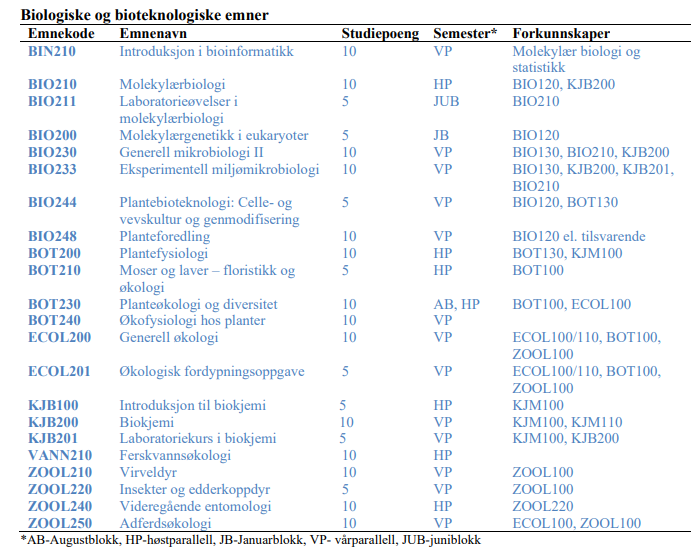 Biologiske og bioteknologiske emner
Emnekode Emnenavn Studiepoeng Semester* Forkunnskaper
BIN210 Introduksjon i bioinformatikk 10 VP Molekylær biologi og
statistikk
BIO210 Molekylærbiologi 10 HP BIO120, KJB200
BIO211 Laboratorieøvelser i 5 JUB BIO210
molekylærbiologi
BIO200 Molekylærgenetikk i eukaryoter 5 JB BIO120
BIO230 Generell mikrobiologi II 10 VP BIO130, BIO210, KJB200
BIO233 Eksperimentell miljømikrobiologi 10 VP BIO130, KJB200, KJB201,
BIO210
BIO244 Plantebioteknologi: Celle- og 5 VP BIO120, BOT130
vevskultur og genmodifisering
BIO248 Planteforedling 10 VP BIO120 el. tilsvarende
BOT200 Plantefysiologi 10 HP BOT130, KJM100
BOT210 Moser og laver – floristikk og 5 HP BOT100
økologi
BOT230 Planteøkologi og diversitet 10 AB, HP BOT100, ECOL100
BOT240 Økofysiologi hos planter 10 VP
ECOL200 Generell økologi 10 VP ECOL100/110, BOT100,
ZOOL100
ECOL201 Økologisk fordypningsoppgave 5 VP ECOL100/110, BOT100,
ZOOL100
KJB100 Introduksjon til biokjemi 5 HP KJM100
KJB200 Biokjemi 10 VP KJM100, KJM110
KJB201 Laboratoriekurs i biokjemi 5 VP KJM100, KJB200
VANN210 Ferskvannsøkologi 10 HP
ZOOL210 Virveldyr 10 VP ZOOL100
ZOOL220 Insekter og edderkoppdyr 5 VP ZOOL100
ZOOL240 Videregående entomologi 10 HP ZOOL220
ZOOL250 Adferdsøkologi 10 VP ECOL100, ZOOL100
*AB-Augustblokk, HP-høstparallell, JB-Januarblokk, VP- vårparallell, JUB-juniblokk